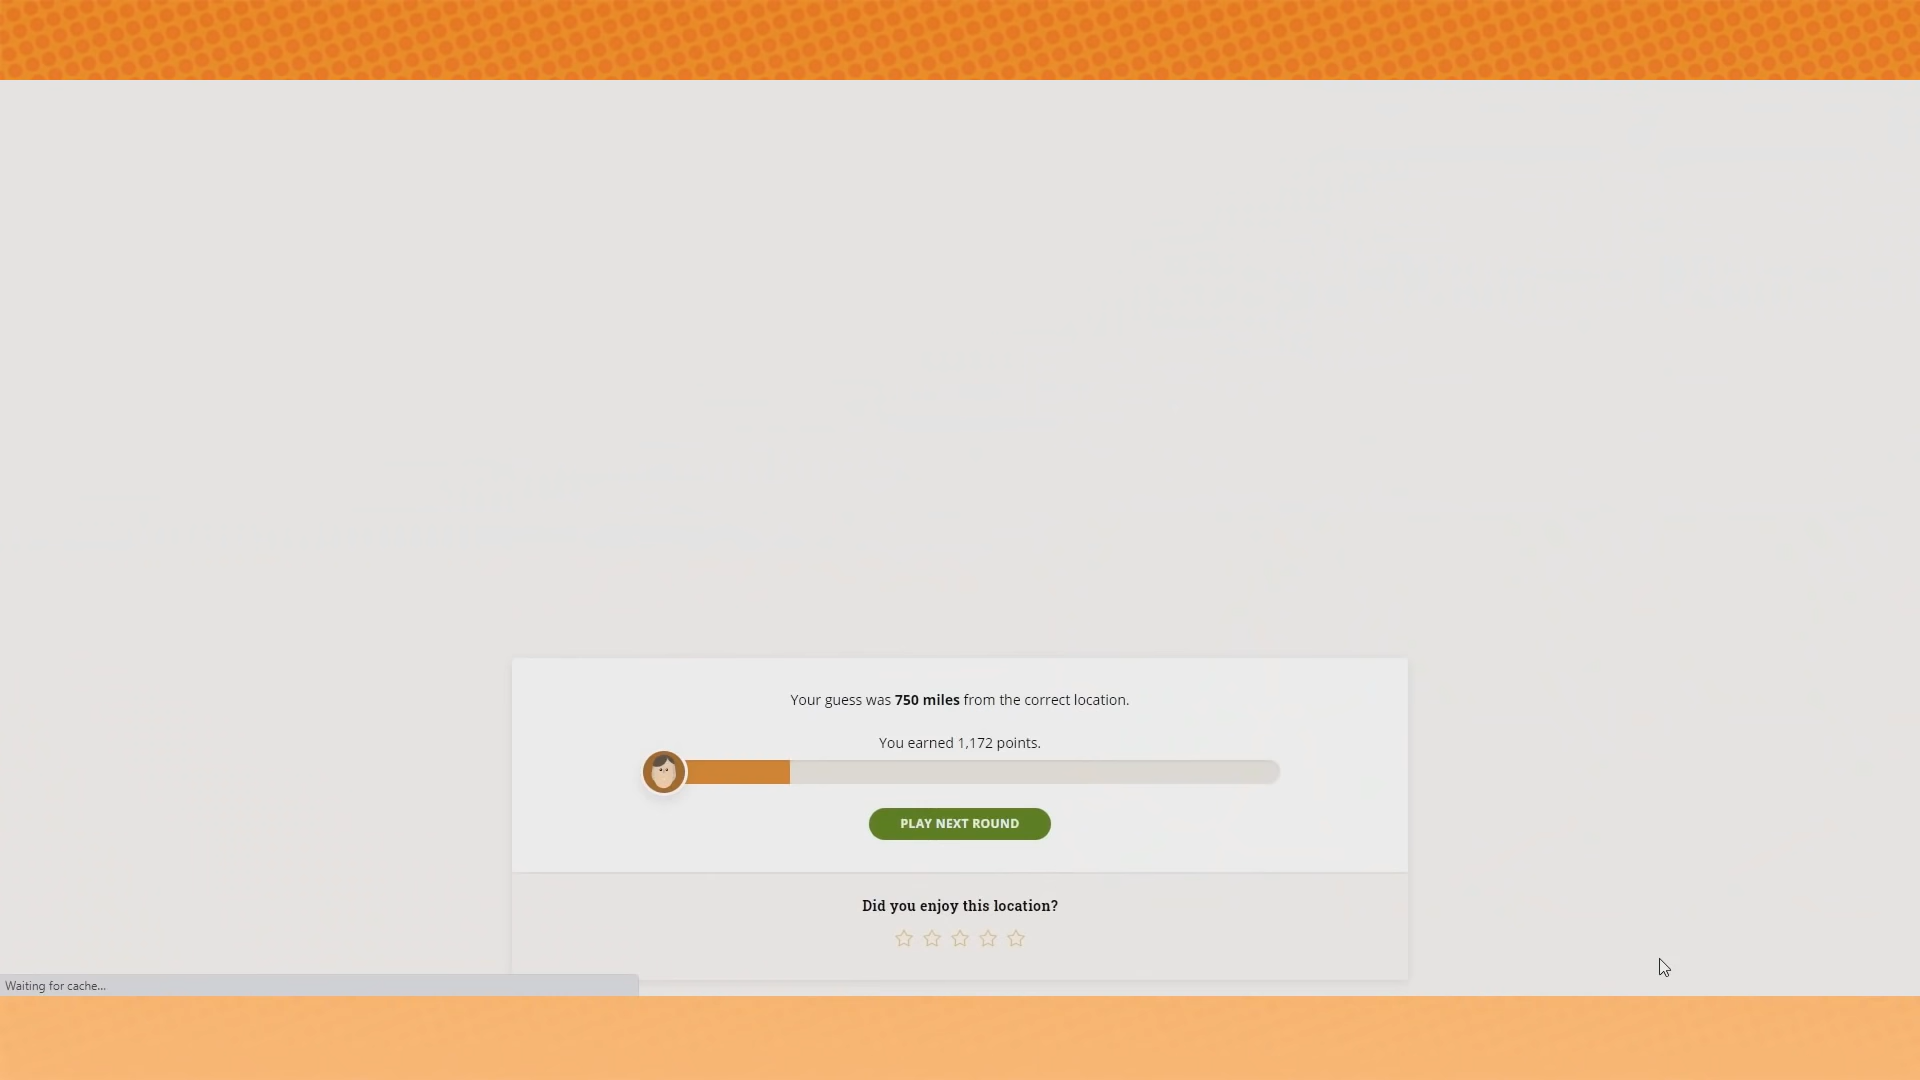 Your guess was 750 miles from the correct location.
You earned 1,172 points.
PLAY NEXT ROUND
Did you enjoy this location?
Waiting for cache...